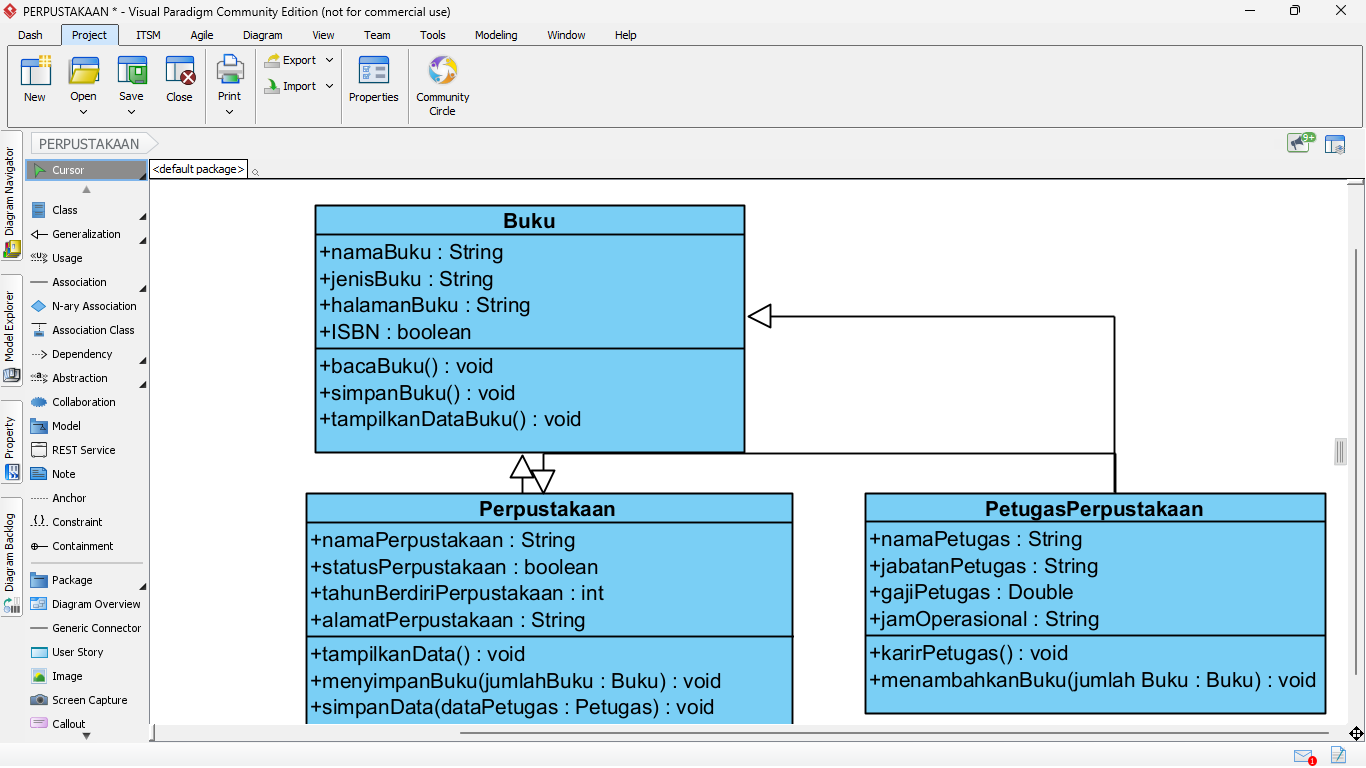 PERPUSTAKAAN * - Visual Paradigm Community Edition (not for commercial use)
Dash Project ITSM Agile Diagram View Team Tools Modeling Window Help
New Open Save Close Print Export Import Properties Community Circle
PERPUSTAKAAN
9+
Diagram Navigator
Model Explorer
Property
Diagram Backlog
Cursor
<default package>
Class
Generalization
«U» Usage
Association
N-ary Association
Association Class
Dependency
«a» Abstraction
Collaboration
Model
REST Service
Note
Anchor
{} Constraint
Containment
Package
Diagram Overview
Generic Connector
User Story
Image
Screen Capture
Callout
Buku
+namaBuku : String
+jenisBuku : String
+halamanBuku : String
+ISBN : boolean
+bacaBuku() : void
+simpanBuku() : void
+tampilkanDataBuku() : void
Perpustakaan
+namaPerpustakaan : String
+statusPerpustakaan : boolean
+tahunBerdiriPerpustakaan : int
+alamatPerpustakaan : String
+tampilkanData() : void
+menyimpanBuku(jumlahBuku : Buku) : void
+simpanData(dataPetugas : Petugas) : void
PetugasPerpustakaan
+namaPetugas : String
+jabatanPetugas : String
+gajiPetugas : Double
+jamOperasional : String
+karirPetugas() : void
+menambahkanBuku(jumlah Buku : Buku) : void
1